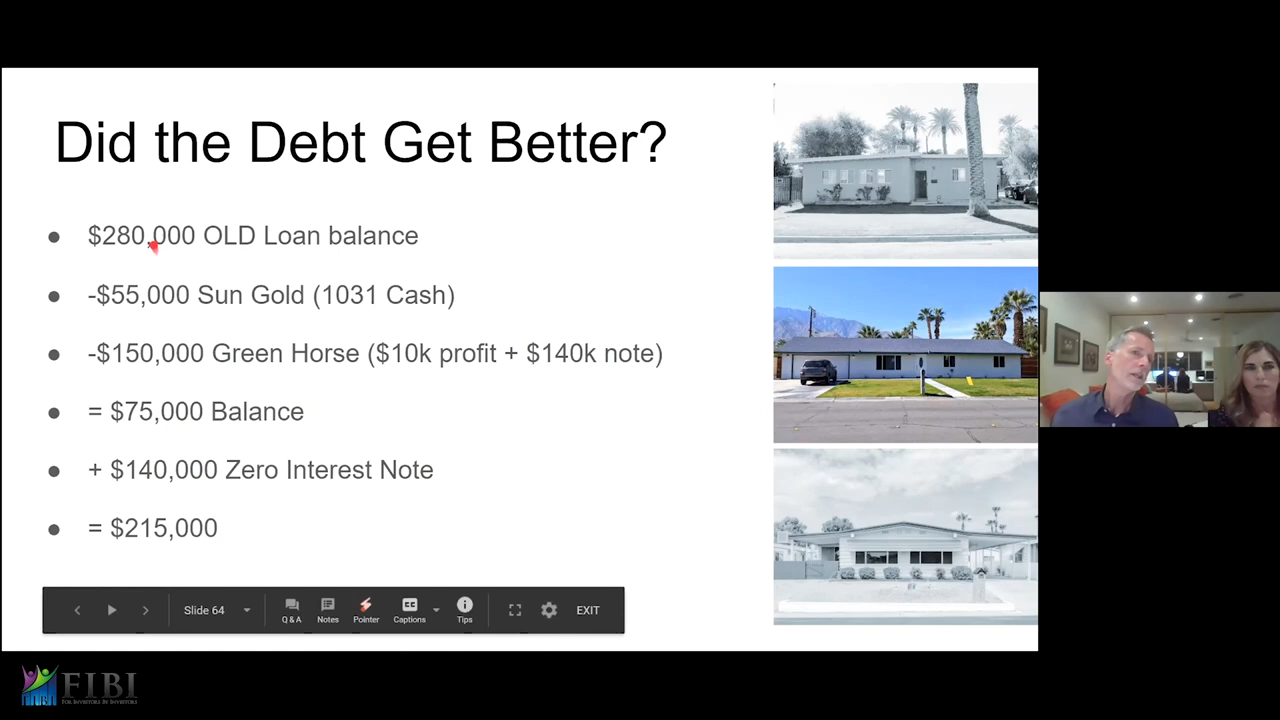 Did the Debt Get Better?
● $280,000 OLD Loan balance
● -$55,000 Sun Gold (1031 Cash)
● -$150,000 Green Horse ($10k profit + $140k note)
● = $75,000 Balance
● + $140,000 Zero Interest Note
● = $215,000
Slide 64
Q & A Notes Pointer Captions Tips EXIT
FIBI
FOR INVESTORS BY INVESTORS